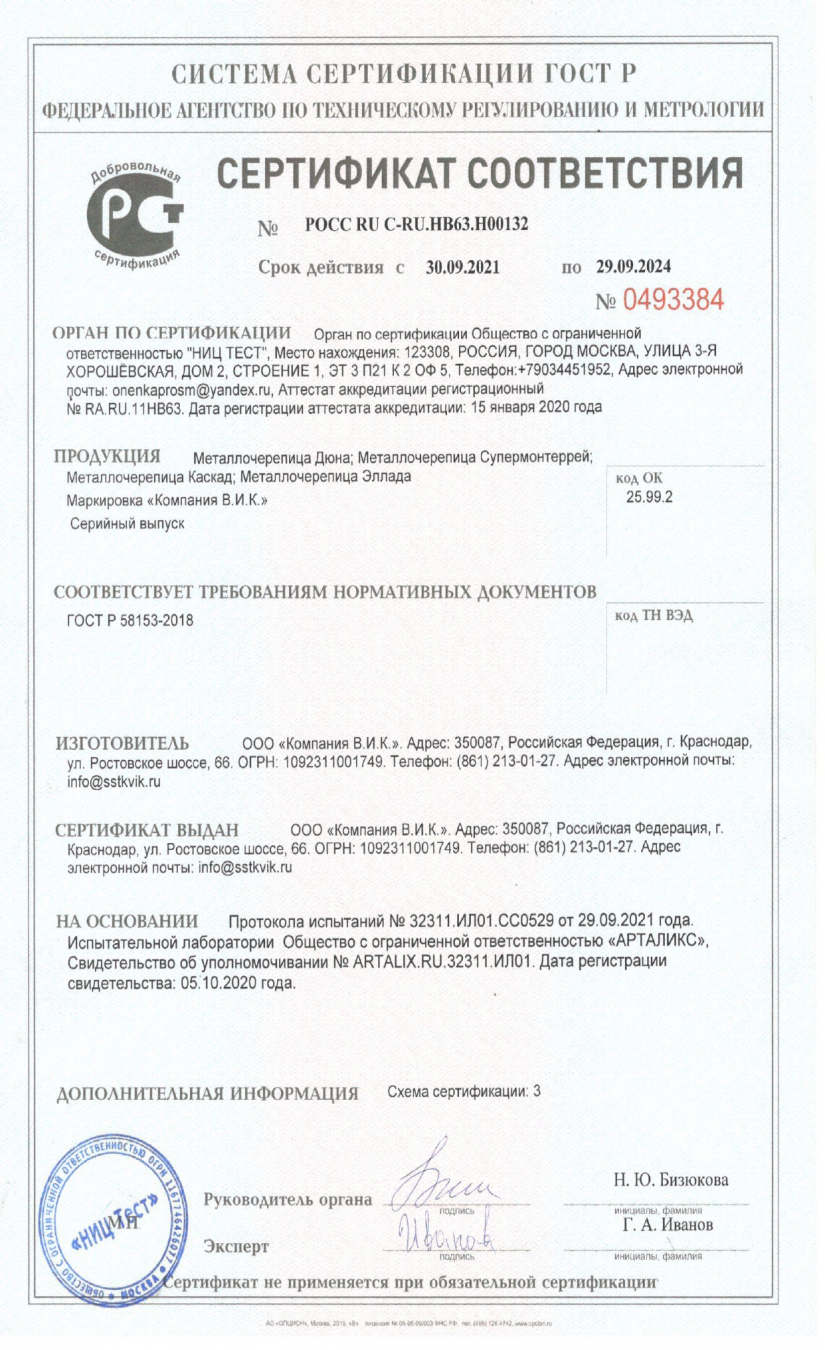 СИСТЕМА СЕРТИФИКАЦИИ ГОСТ Р
ФЕДЕРАЛЬНОЕ АГЕНТСТВО ПО ТЕХНИЧЕСКОМУ РЕГУЛИРОВАНИЮ И МЕТРОЛОГИИ
Добровольная
РСТ
сертификация
СЕРТИФИКАТ СООТВЕТСТВИЯ
№ РОСС RU C-RU.НВ63.Н00132
Срок действия с 30.09.2021 по 29.09.2024
№ 0493384
ОРГАН ПО СЕРТИФИКАЦИИ Орган по сертификации Общество с ограниченной
ответственностью "НИЦ ТЕСТ", Место нахождения: 123308, РОССИЯ, ГОРОД МОСКВА, УЛИЦА 3-Я
ХОРОШЁВСКАЯ, ДОМ 2, СТРОЕНИЕ 1, ЭТ 3 П21 К 2 ОФ 5, Телефон:+79034451952, Адрес электронной
почты: onenkaprosm@yandex.ru, Аттестат аккредитации регистрационный
№ RA.RU.11НВ63. Дата регистрации аттестата аккредитации: 15 января 2020 года
ПРОДУКЦИЯ Металлочерепица Дюна; Металлочерепица Супермонтеррей;
Металлочерепица Каскад; Металлочерепица Эллада
Маркировка «Компания В.И.К.»
Серийный выпуск
код ОК
25.99.2
СООТВЕТСТВУЕТ ТРЕБОВАНИЯМ НОРМАТИВНЫХ ДОКУМЕНТОВ
ГОСТ Р 58153-2018
код ТН ВЭД
ИЗГОТОВИТЕЛЬ ООО «Компания В.И.К.». Адрес: 350087, Российская Федерация, г. Краснодар,
ул. Ростовское шоссе, 66. ОГРН: 1092311001749. Телефон: (861) 213-01-27. Адрес электронной почты:
info@sstkvik.ru
СЕРТИФИКАТ ВЫДАН ООО «Компания В.И.К.». Адрес: 350087, Российская Федерация, г.
Краснодар, ул. Ростовское шоссе, 66. ОГРН: 1092311001749. Телефон: (861) 213-01-27. Адрес
электронной почты: info@sstkvik.ru
НА ОСНОВАНИИ Протокола испытаний № 32311.ИЛ01.СС0529 от 29.09.2021 года.
Испытательной лаборатории Общество с ограниченной ответственностью «АРТАЛИКС»,
Свидетельство об уполномочивании № ARTALIX.RU.32311.ИЛ01. Дата регистрации
свидетельства: 05.10.2020 года.
ДОПОЛНИТЕЛЬНАЯ ИНФОРМАЦИЯ Схема сертификации: 3
ОБЩЕСТВО С ОГРАНИЧЕННОЙ ОТВЕТСТВЕННОСТЬЮ ОГРН
МОСКВА
«НИЦ Тест»
Руководитель органа
подпись
Н. Ю. Бизюкова
инициалы, фамилия
Эксперт
Иванов
подпись
Г. А. Иванов
инициалы, фамилия
Сертификат не применяется при обязательной сертификации
АО «ОПЦИОН», Москва, 2019, «В» www.opcion.ru